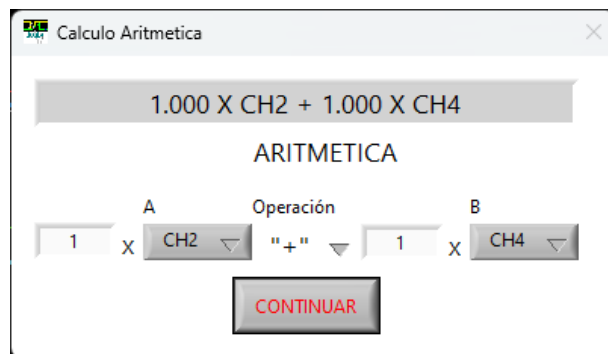 Calculo Aritmetica
1.000 X CH2 + 1.000 X CH4
ARITMETICA
A Operación B
1 X CH2 "+" 1 X CH4
CONTINUAR